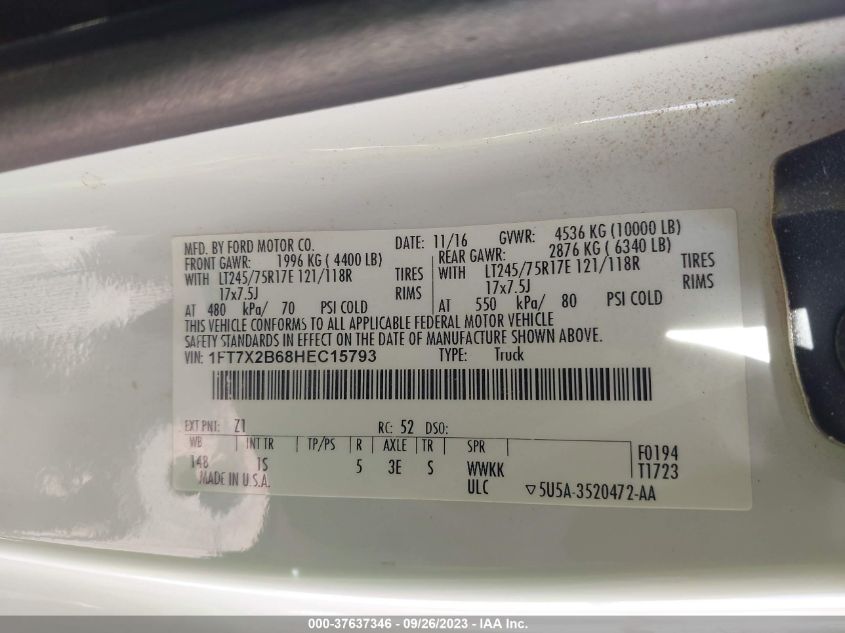 MFD. BY FORD MOTOR CO. DATE: 11/16 GVWR: 4536 KG (10000 LB)
FRONT GAWR: 1996 KG ( 4400 LB) REAR GAWR: 2876 KG ( 6340 LB)
WITH LT245/75R17E 121/118R TIRES WITH LT245/75R17E 121/118R TIRES
17x7.5J RIMS 17x7.5J RIMS
AT 480 kPa/ 70 PSI COLD AT 550 kPa/ 80 PSI COLD
THIS VEHICLE CONFORMS TO ALL APPLICABLE FEDERAL MOTOR VEHICLE
SAFETY STANDARDS IN EFFECT ON THE DATE OF MANUFACTURE SHOWN ABOVE.
VIN: 1FT7X2B68HEC15793 TYPE: Truck
EXT PNT: Z1 RC: 52 DSO:
WB INT TR TP/PS R AXLE TR SPR F0194
148 1S 5 3E S WWKK T1723
MADE IN U.S.A. ULC ▽5U5A-3520472-AA
000-37637346 - 09/26/2023 - IAA Inc.